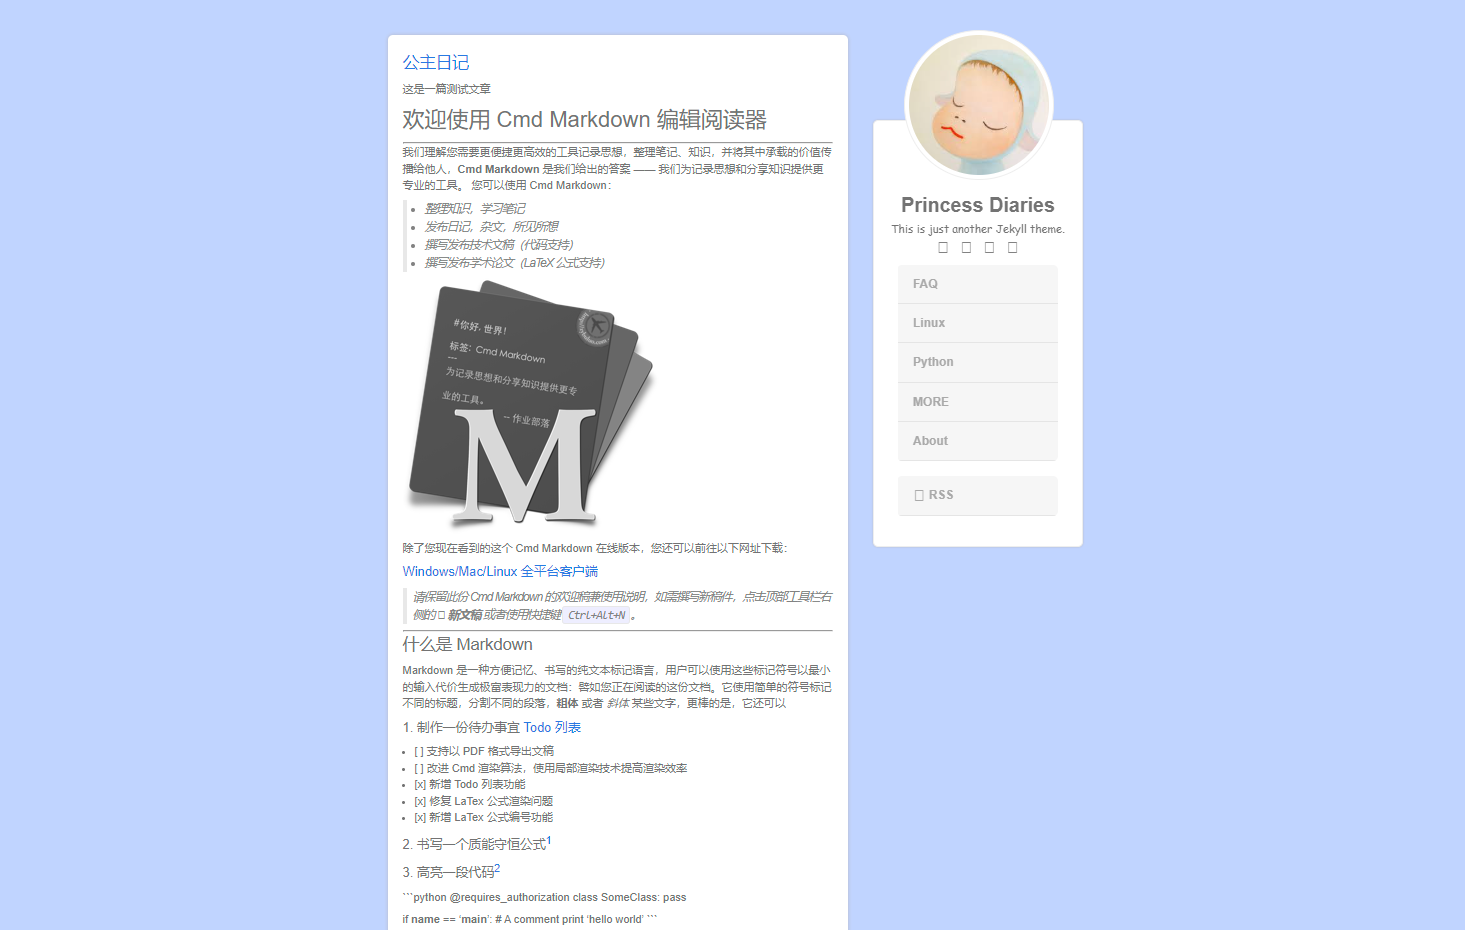 公主日记
这是一篇测试文章
欢迎使用 Cmd Markdown 编辑阅读器
我们理解您需要更便捷更高效的工具记录思想，整理笔记、知识，并将其中承载的价值传
播给他人，Cmd Markdown 是我们给出的答案 —— 我们为记录思想和分享知识提供更
专业的工具。 您可以使用 Cmd Markdown：
整理知识，学习笔记
发布日记，杂文，所见所想
撰写发布技术文稿（代码支持）
撰写发布学术论文（LaTeX 公式支持）
#你好, 世界!
标签: Cmd Markdown
—
为记录思想和分享知识提供更专
业的工具。
— 作业部落
M
除了您现在看到的这个 Cmd Markdown 在线版本，您还可以前往以下网址下载：
Windows/Mac/Linux 全平台客户端
请保留此份 Cmd Markdown 的欢迎稿兼使用说明，如需撰写新稿件，点击顶部工具栏右
侧的 新文稿 或者使用快捷键 Ctrl+Alt+N 。
什么是 Markdown
Markdown 是一种方便记忆、书写的纯文本标记语言，用户可以使用这些标记符号以最小
的输入代价生成极富表现力的文档：譬如您正在阅读的这份文档。它使用简单的符号标记
不同的标题，分割不同的段落，粗体 或者 斜体 某些文字，更棒的是，它还可以
1. 制作一份待办事宜 Todo 列表
[ ] 支持以 PDF 格式导出文稿
[ ] 改进 Cmd 渲染算法，使用局部渲染技术提高渲染效率
[x] 新增 Todo 列表功能
[x] 修复 LaTex 公式渲染问题
[x] 新增 LaTex 公式编号功能
2. 书写一个质能守恒公式1
3. 高亮一段代码2
```python @requires_authorization class SomeClass: pass
if name == ‘main’: # A comment print ‘hello world’ ```
Princess Diaries
This is just another Jekyll theme.
FAQ
Linux
Python
MORE
About
RSS